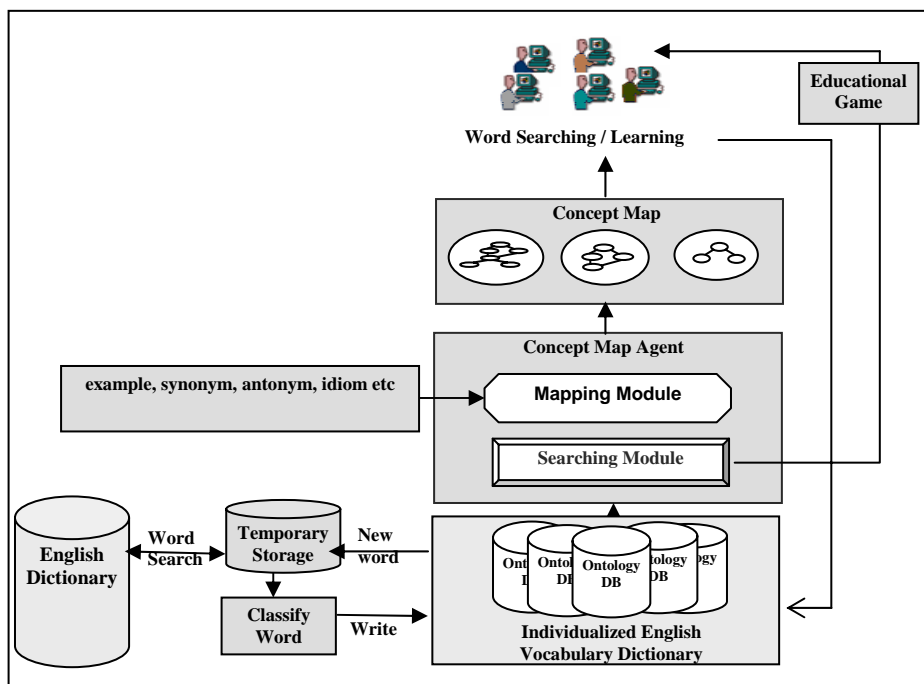 Educational
Game
Word Searching / Learning
Concept Map
Concept Map Agent
example, synonym, antonym, idiom etc
Mapping Module
Searching Module
English
Dictionary
Word
Search
Temporary
Storage
New
word
Classify
Word
Write
Ontology
DB
Individualized English
Vocabulary Dictionary